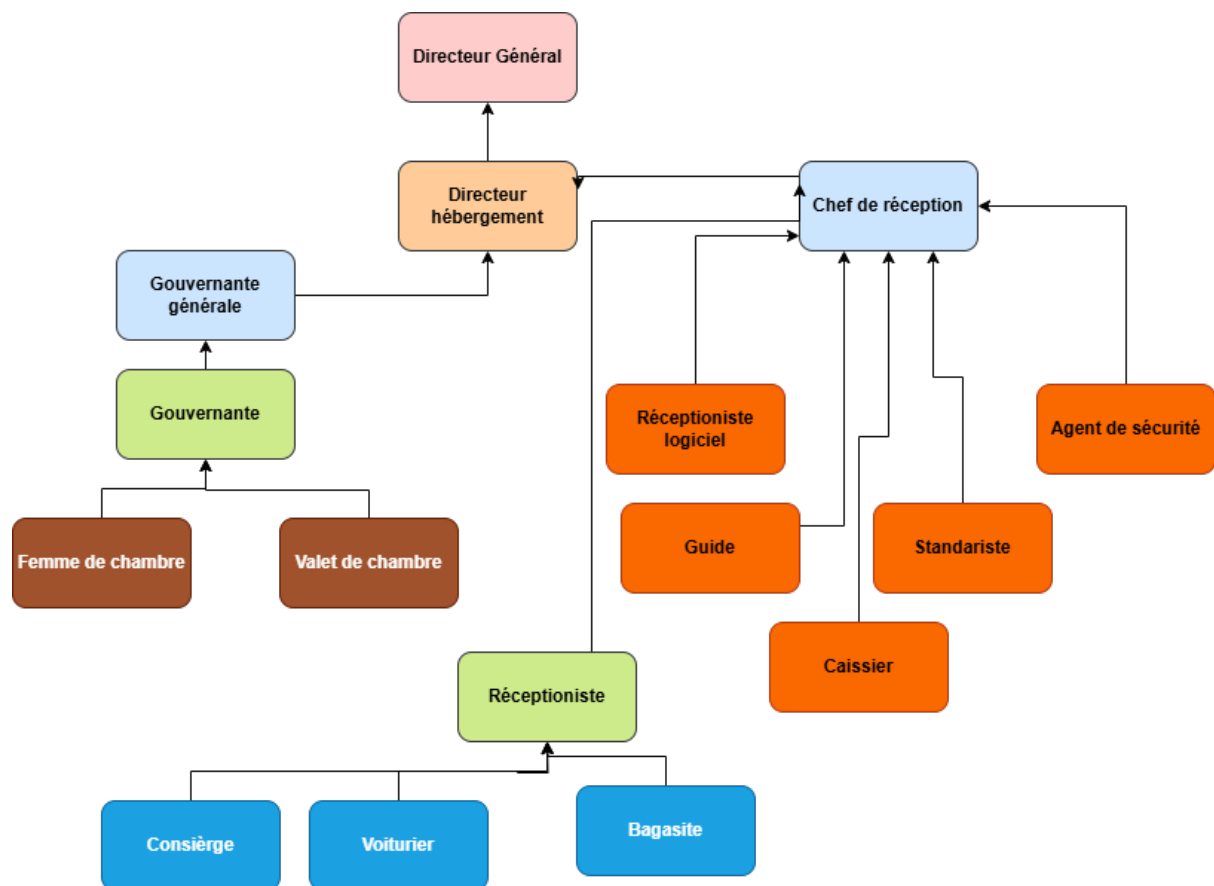 Directeur Général
Directeur
hébergement
Chef de réception
Gouvernante
générale
Gouvernante
Réceptioniste
logiciel
Agent de sécurité
Guide
Standariste
Femme de chambre
Valet de chambre
Caissier
Réceptioniste
Consièrge
Voiturier
Bagasite